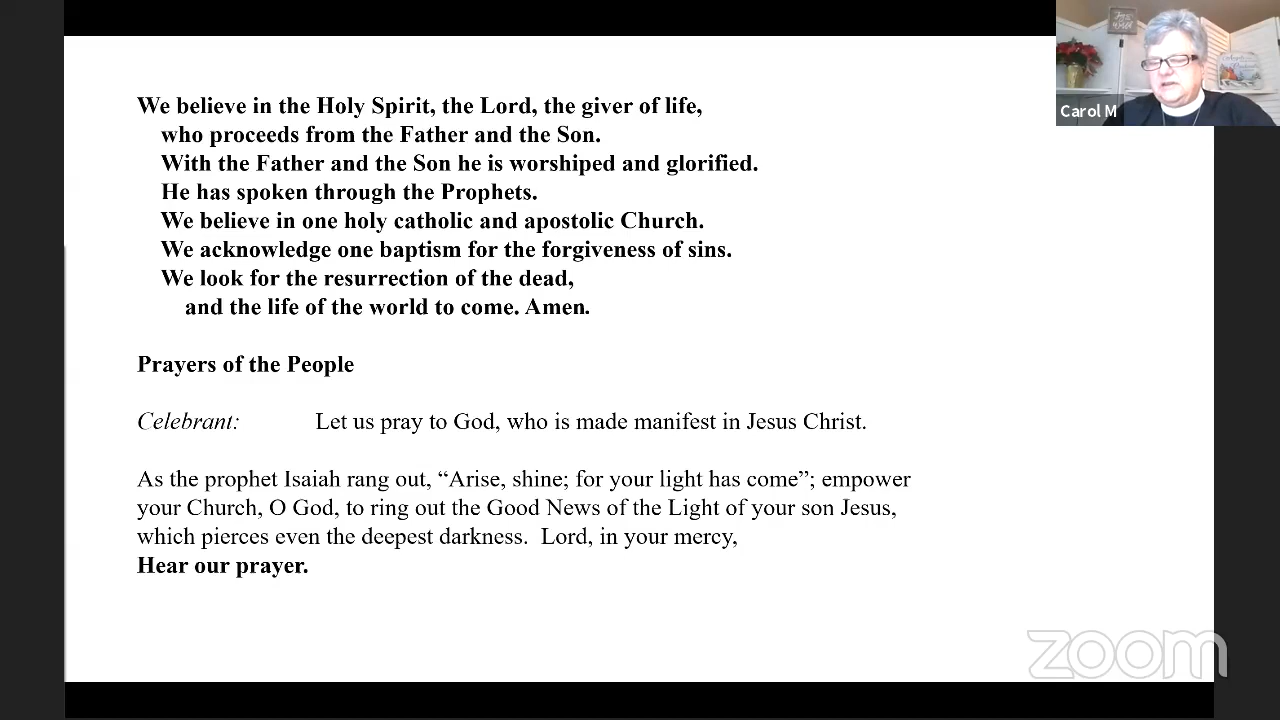 We believe in the Holy Spirit, the Lord, the giver of life,
who proceeds from the Father and the Son.
With the Father and the Son he is worshiped and glorified.
He has spoken through the Prophets.
We believe in one holy catholic and apostolic Church.
We acknowledge one baptism for the forgiveness of sins.
We look for the resurrection of the dead,
and the life of the world to come. Amen.
Prayers of the People
Celebrant: Let us pray to God, who is made manifest in Jesus Christ.
As the prophet Isaiah rang out, “Arise, shine; for your light has come”; empower
your Church, O God, to ring out the Good News of the Light of your son Jesus,
which pierces even the deepest darkness.  Lord, in your mercy,
Hear our prayer.
Carol M
zoom